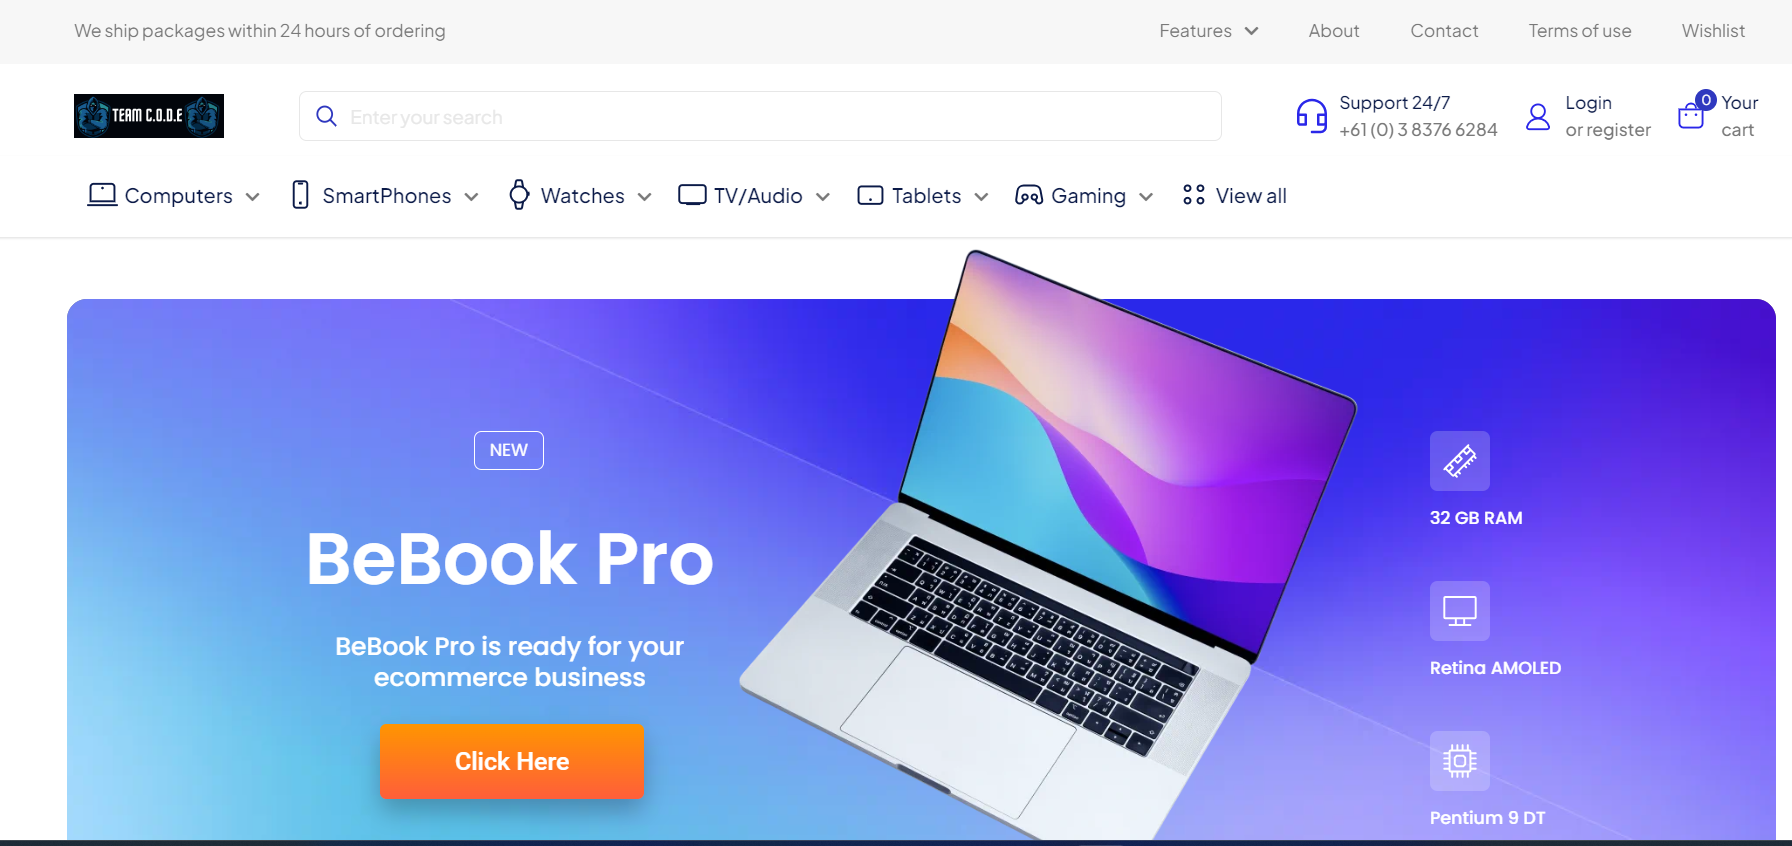 We ship packages within 24 hours of ordering
Features
About
Contact
Terms of use
Wishlist
TEAM C.O.D.E
Enter your search
Support 24/7
+61 (0) 3 8376 6284
Login
or register
0
Your
cart
Computers
SmartPhones
Watches
TV/Audio
Tablets
Gaming
View all
NEW
BeBook Pro
BeBook Pro is ready for your
ecommerce business
Click Here
32 GB RAM
Retina AMOLED
Pentium 9 DT